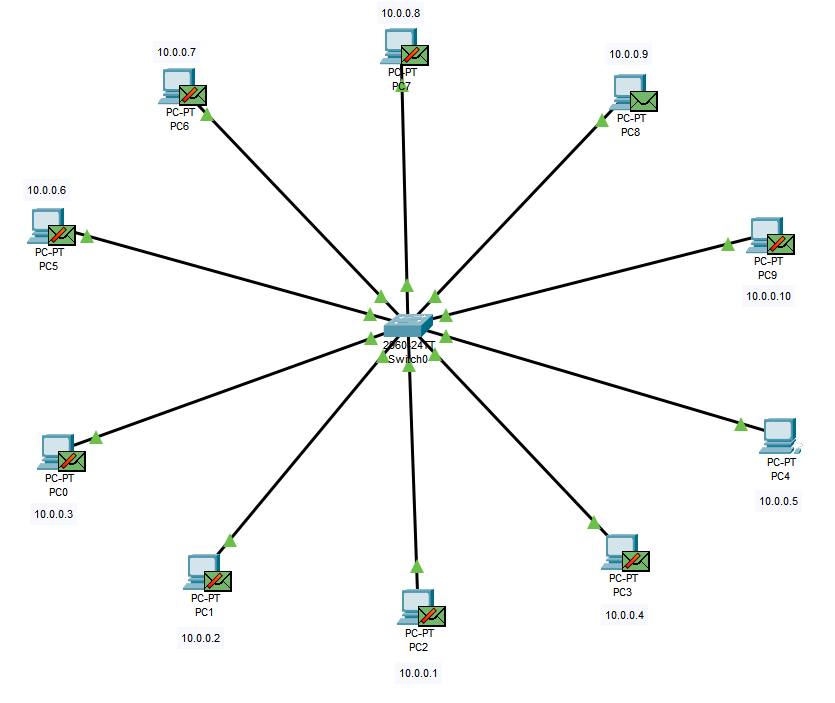 10.0.0.8
PC-PT
PC7
10.0.0.7
PC-PT
PC6
10.0.0.9
PC-PT
PC8
10.0.0.6
PC-PT
PC5
PC-PT
PC9
10.0.0.10
2960-24TT
Switch0
PC-PT
PC4
10.0.0.5
PC-PT
PC0
10.0.0.3
PC-PT
PC3
10.0.0.4
PC-PT
PC1
10.0.0.2
PC-PT
PC2
10.0.0.1